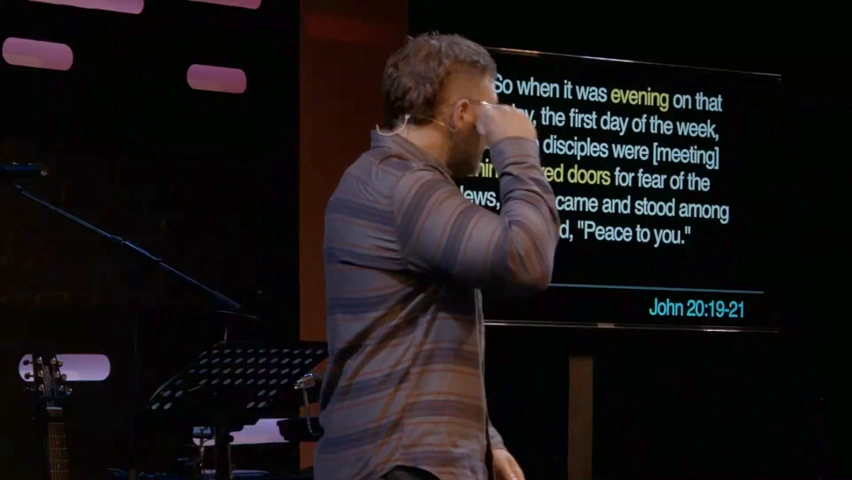 So when it was evening on that
the first day of the week,
disciples were [meeting]
doors for fear of the
came and stood among
"Peace to you."
John 20:19-21